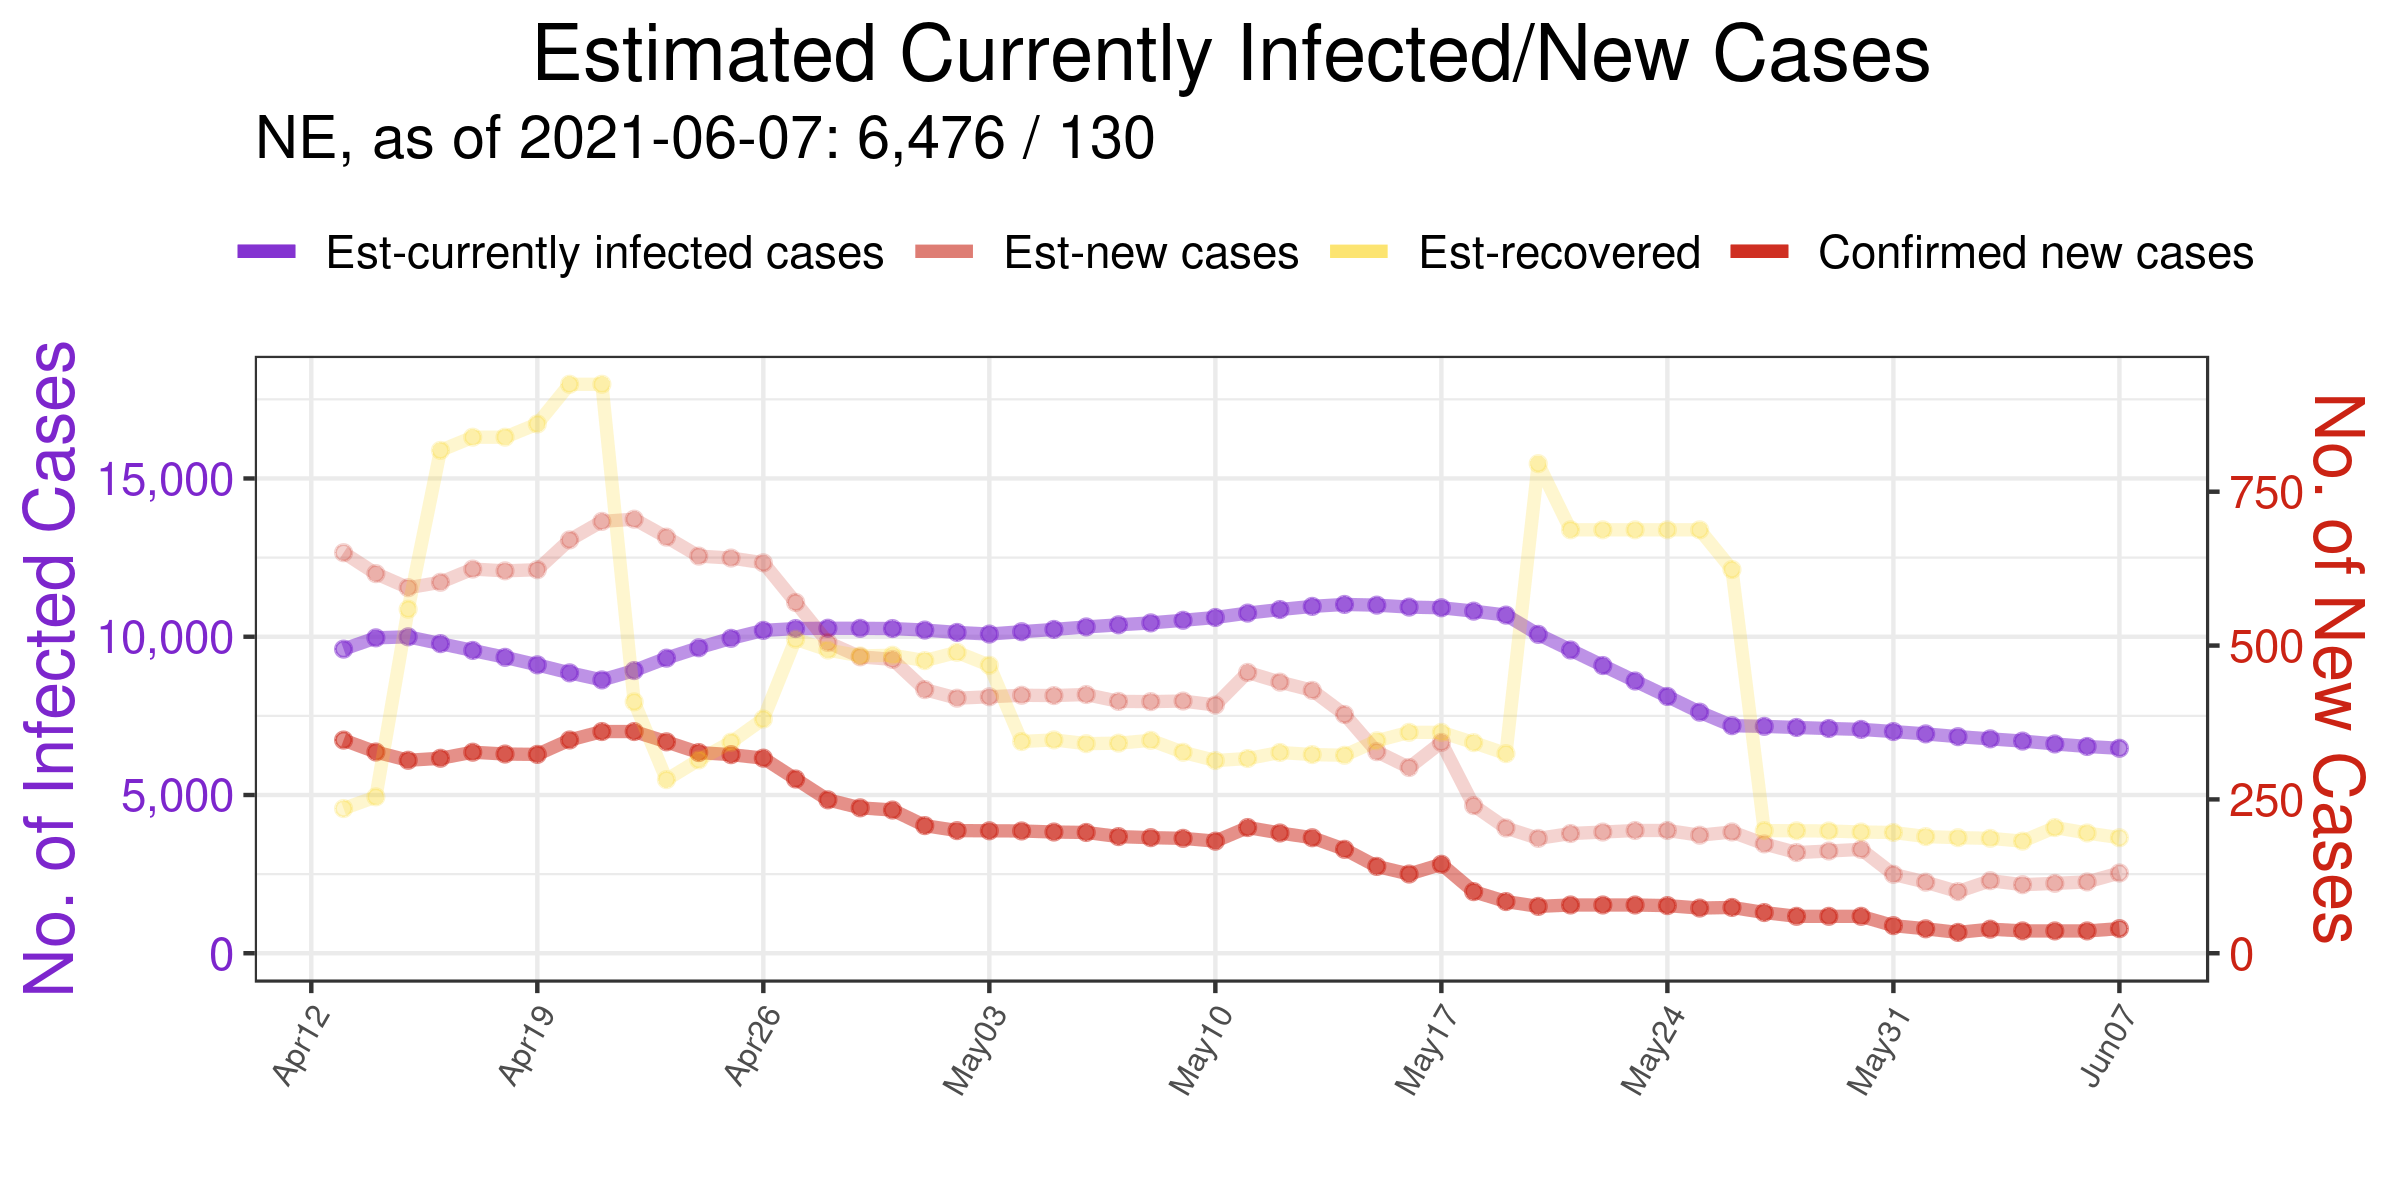 Estimated Currently Infected/New Cases
NE, as of 2021-06-07: 6,476 / 130
Est-currently infected cases Est-new cases Est-recovered Confirmed new cases
No. of Infected Cases
15,000
10,000
5,000
0
No. of New Cases
750
500
250
0
Apr12 Apr19 Apr26 May03 May10 May17 May24 May31 Jun07